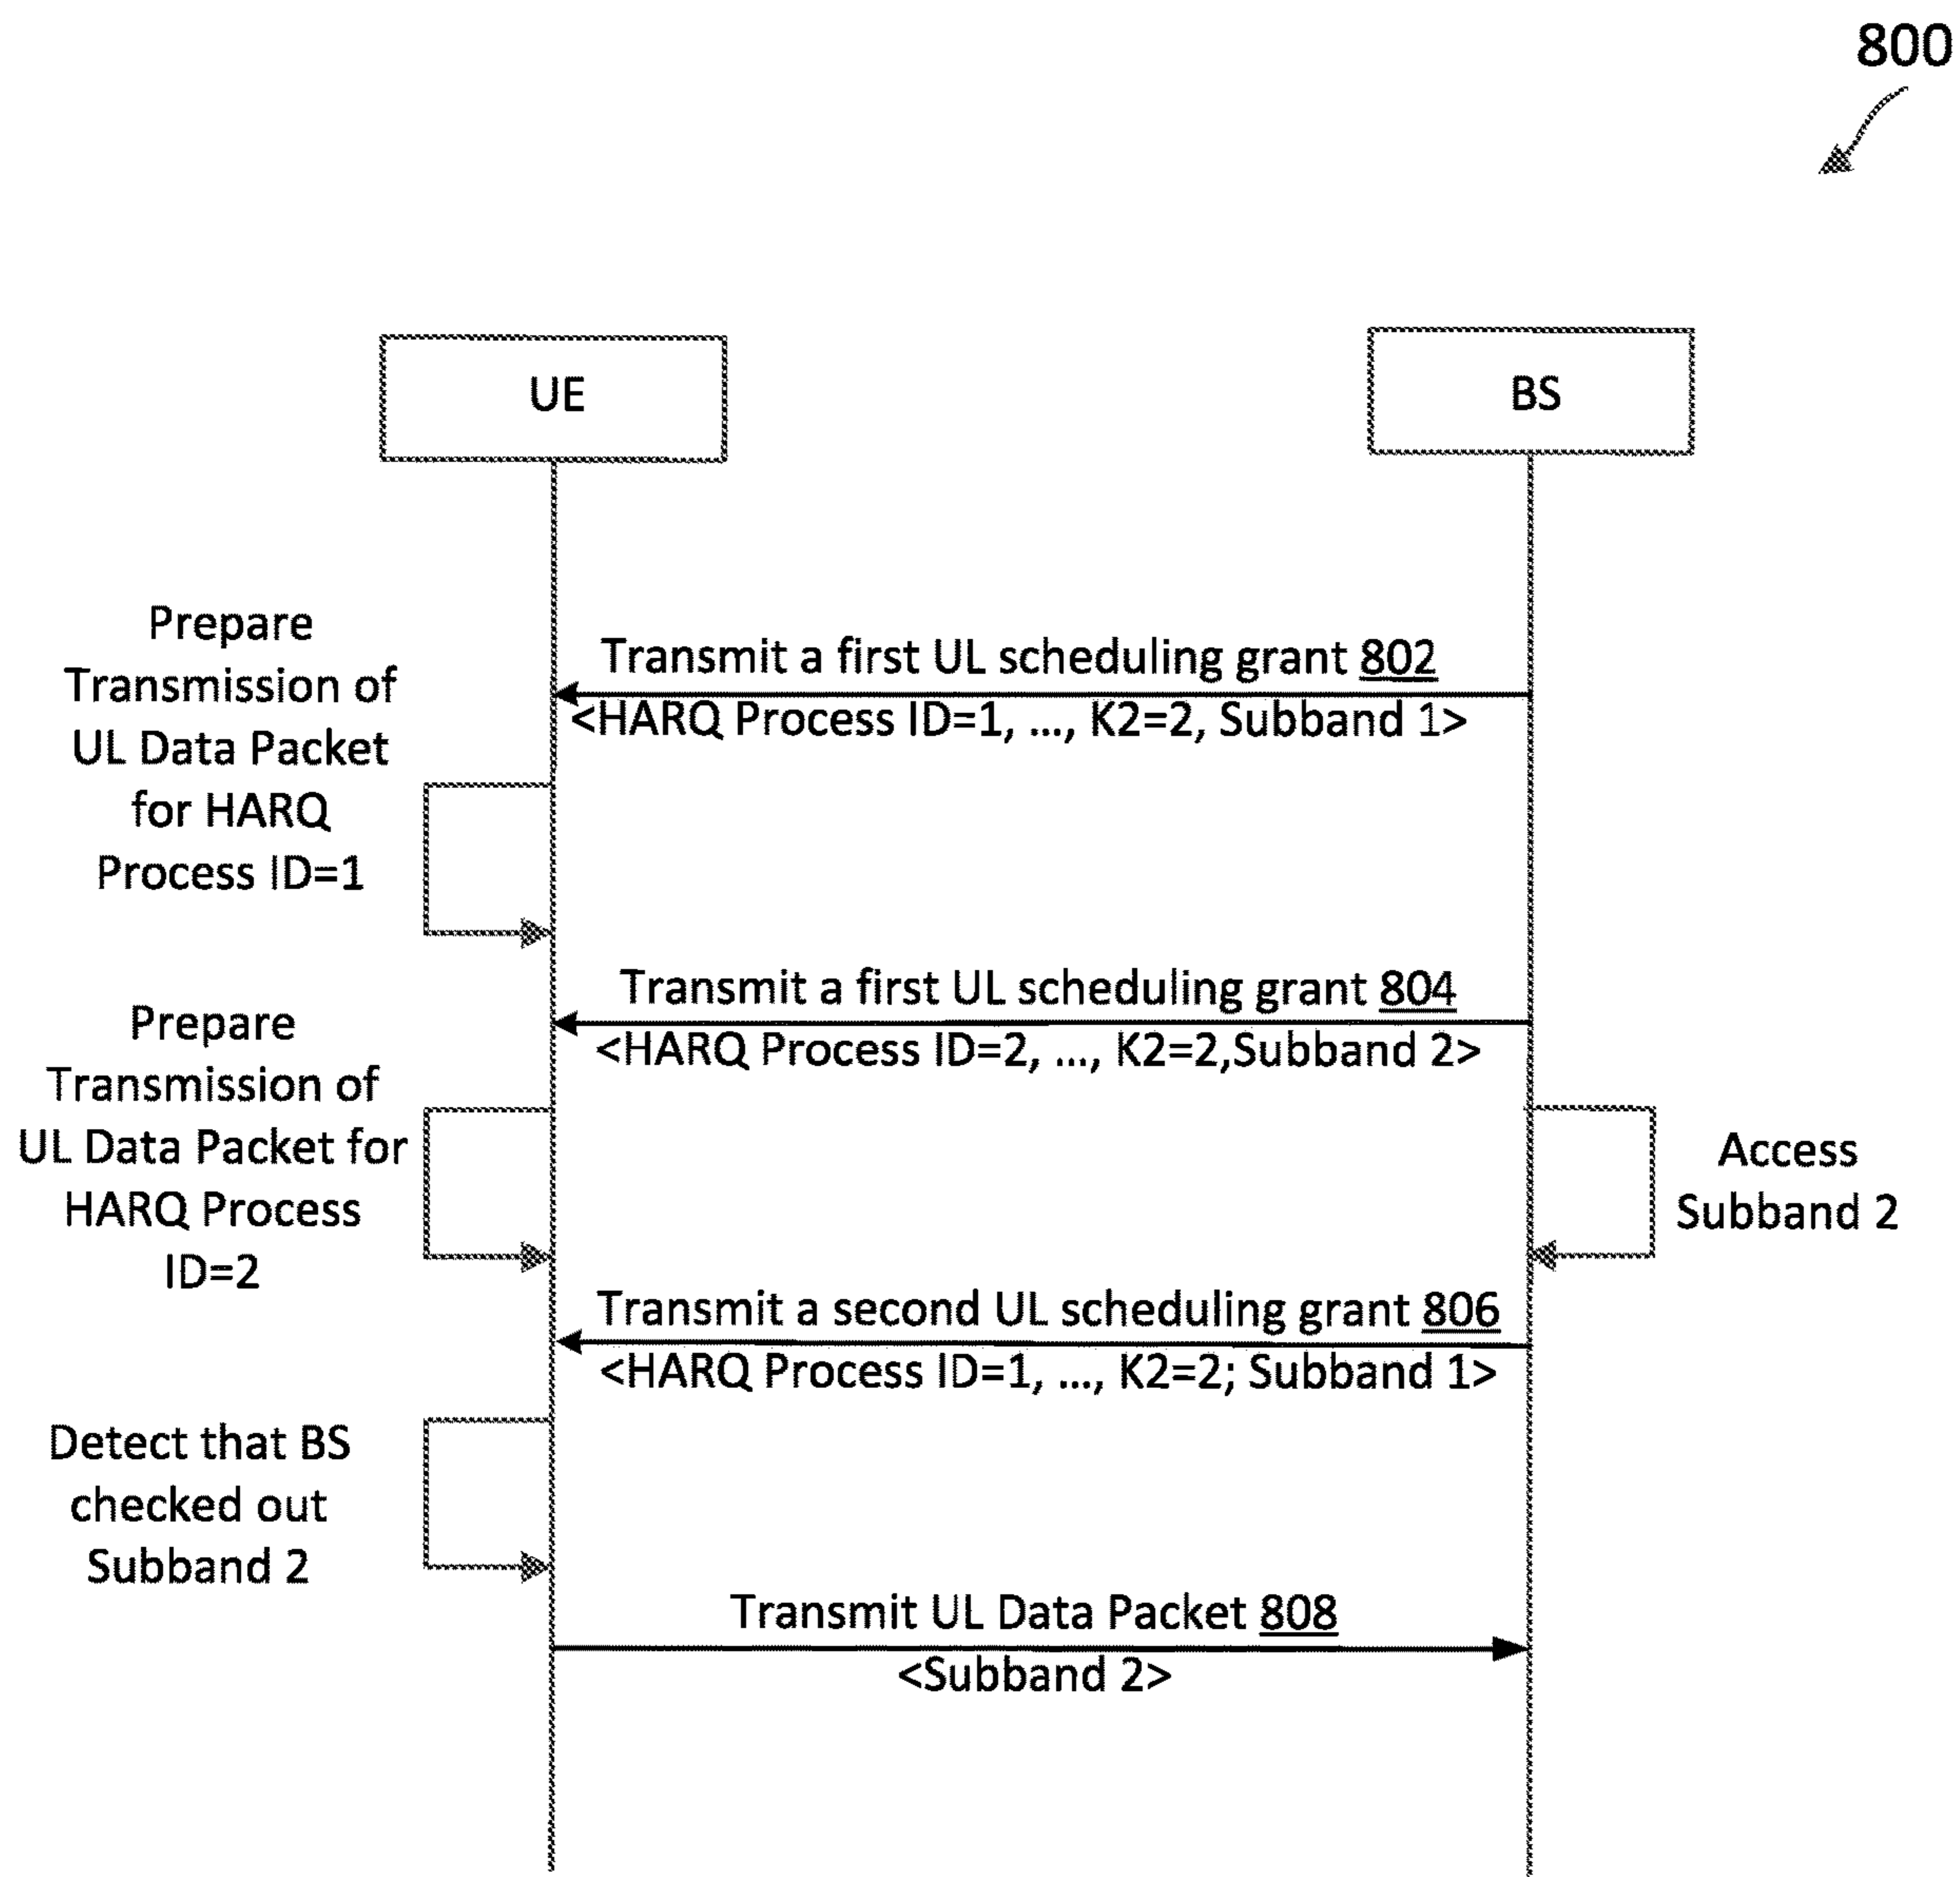 800
UE
BS
Prepare
Transmission of
UL Data Packet
for HARQ
Process ID=1
Transmit a first UL scheduling grant 802
<HARQ Process ID=1, ..., K2=2, Subband 1>
Transmit a first UL scheduling grant 804
<HARQ Process ID=2, ..., K2=2,Subband 2>
Prepare
Transmission of
UL Data Packet for
HARQ Process
ID=2
Access
Subband 2
Transmit a second UL scheduling grant 806
<HARQ Process ID=1, ..., K2=2; Subband 1>
Detect that BS
checked out
Subband 2
Transmit UL Data Packet 808
<Subband 2>